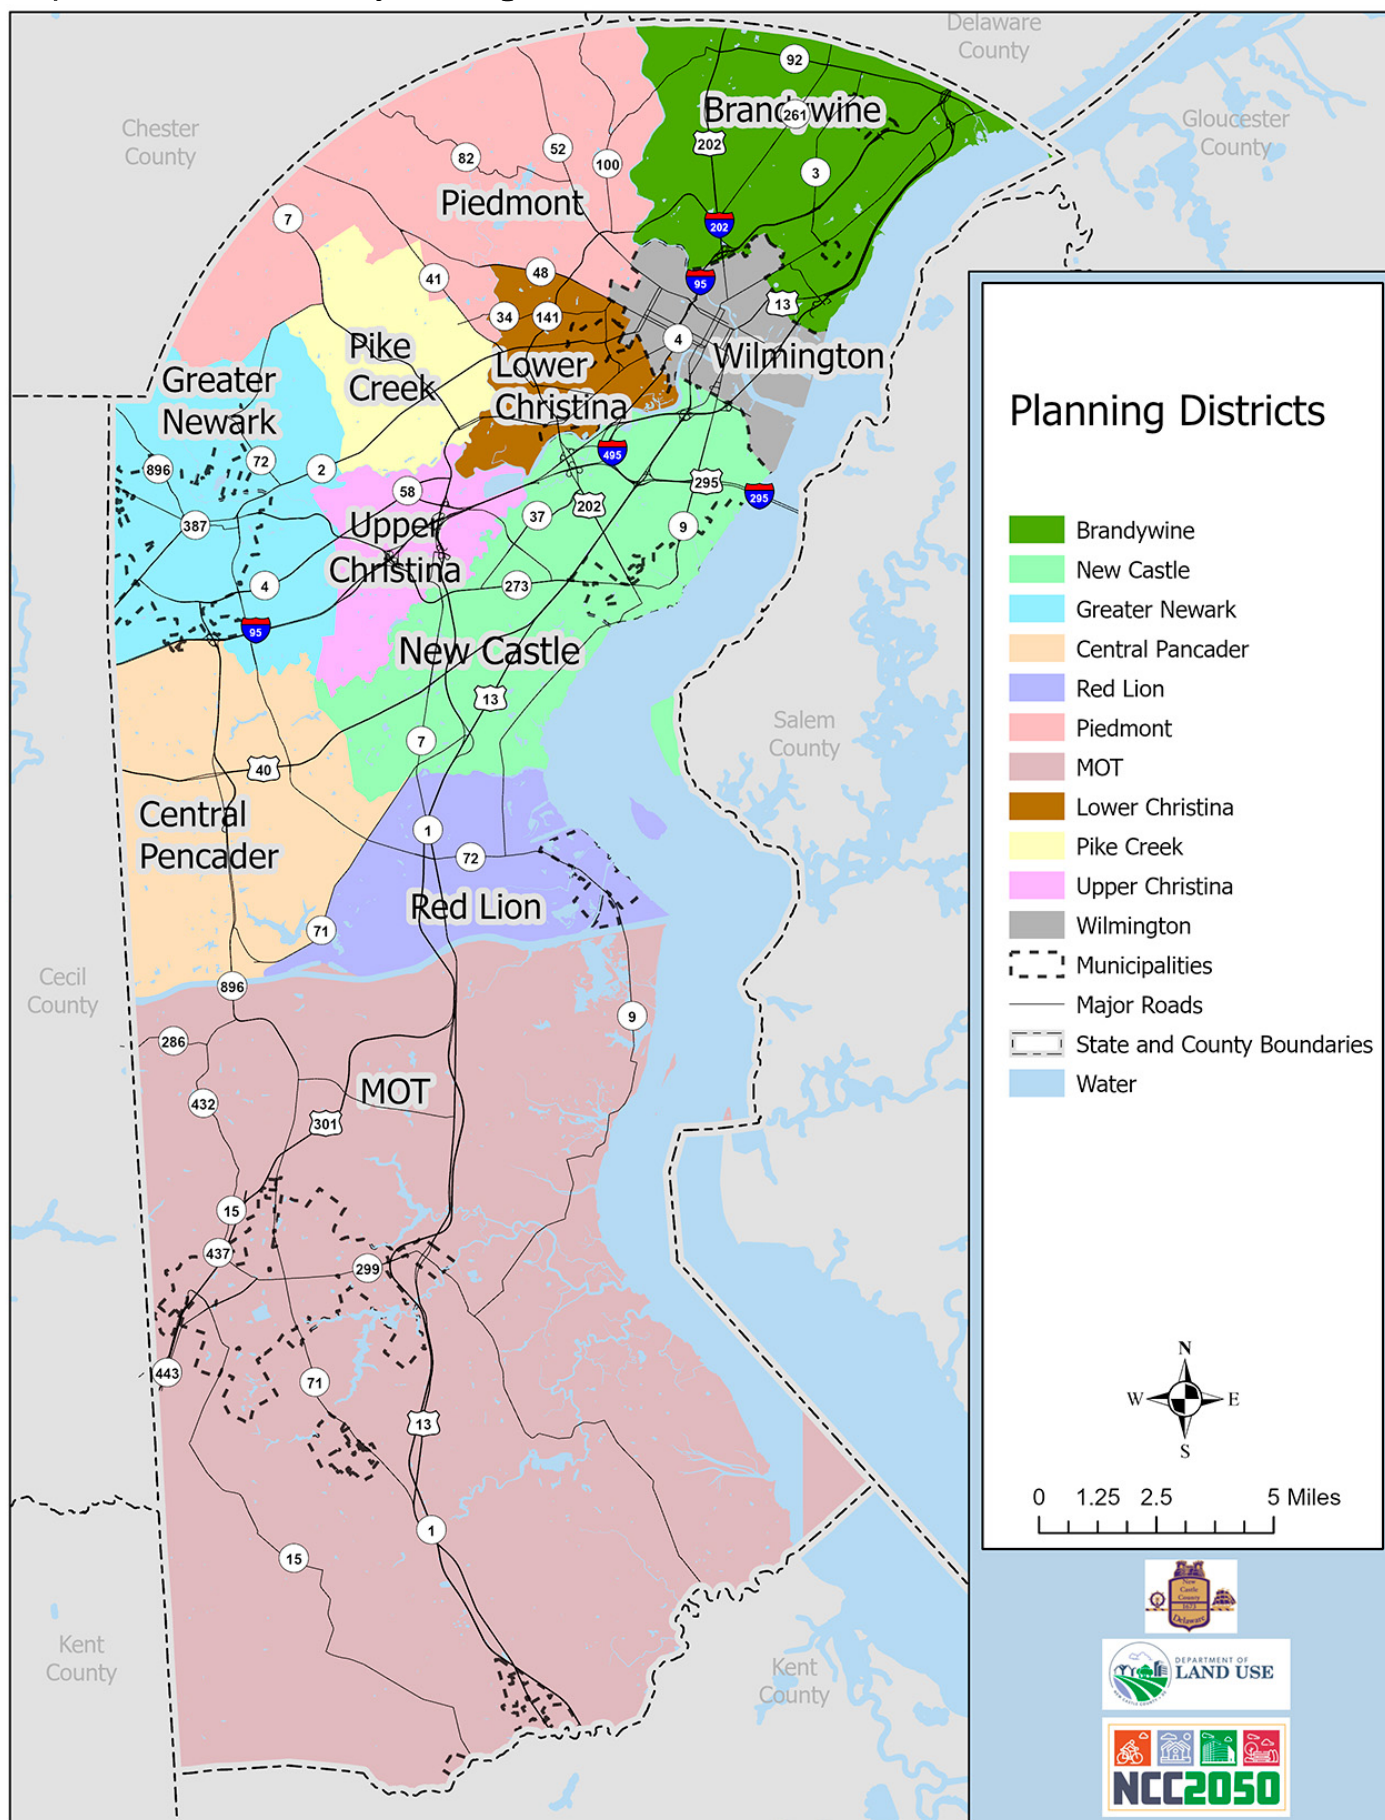 Delaware
County
92
Brandywine
261
Gloucester
County
Chester
County
202
52
82
100
3
Piedmont
7
202
41
48
95
13
34
141
4
Pike
Creek
Lower
Christina
Wilmington
Greater
Newark
896
72
2
495
58
295
295
37
202
387
9
Upper
Christina
4
273
95
New Castle
13
Salem
County
7
40
Central
Pencader
1
72
Red Lion
71
Cecil
County
896
9
286
MOT
432
301
15
437
299
443
71
13
1
15
Kent
County
Kent
County
Planning Districts
Brandywine
New Castle
Greater Newark
Central Pancader
Red Lion
Piedmont
MOT
Lower Christina
Pike Creek
Upper Christina
Wilmington
Municipalities
Major Roads
State and County Boundaries
Water
N
W E
S
0 1.25 2.5 5 Miles
New
Castle
County
1673
Delaware
DEPARTMENT OF
LAND USE
NCC2050